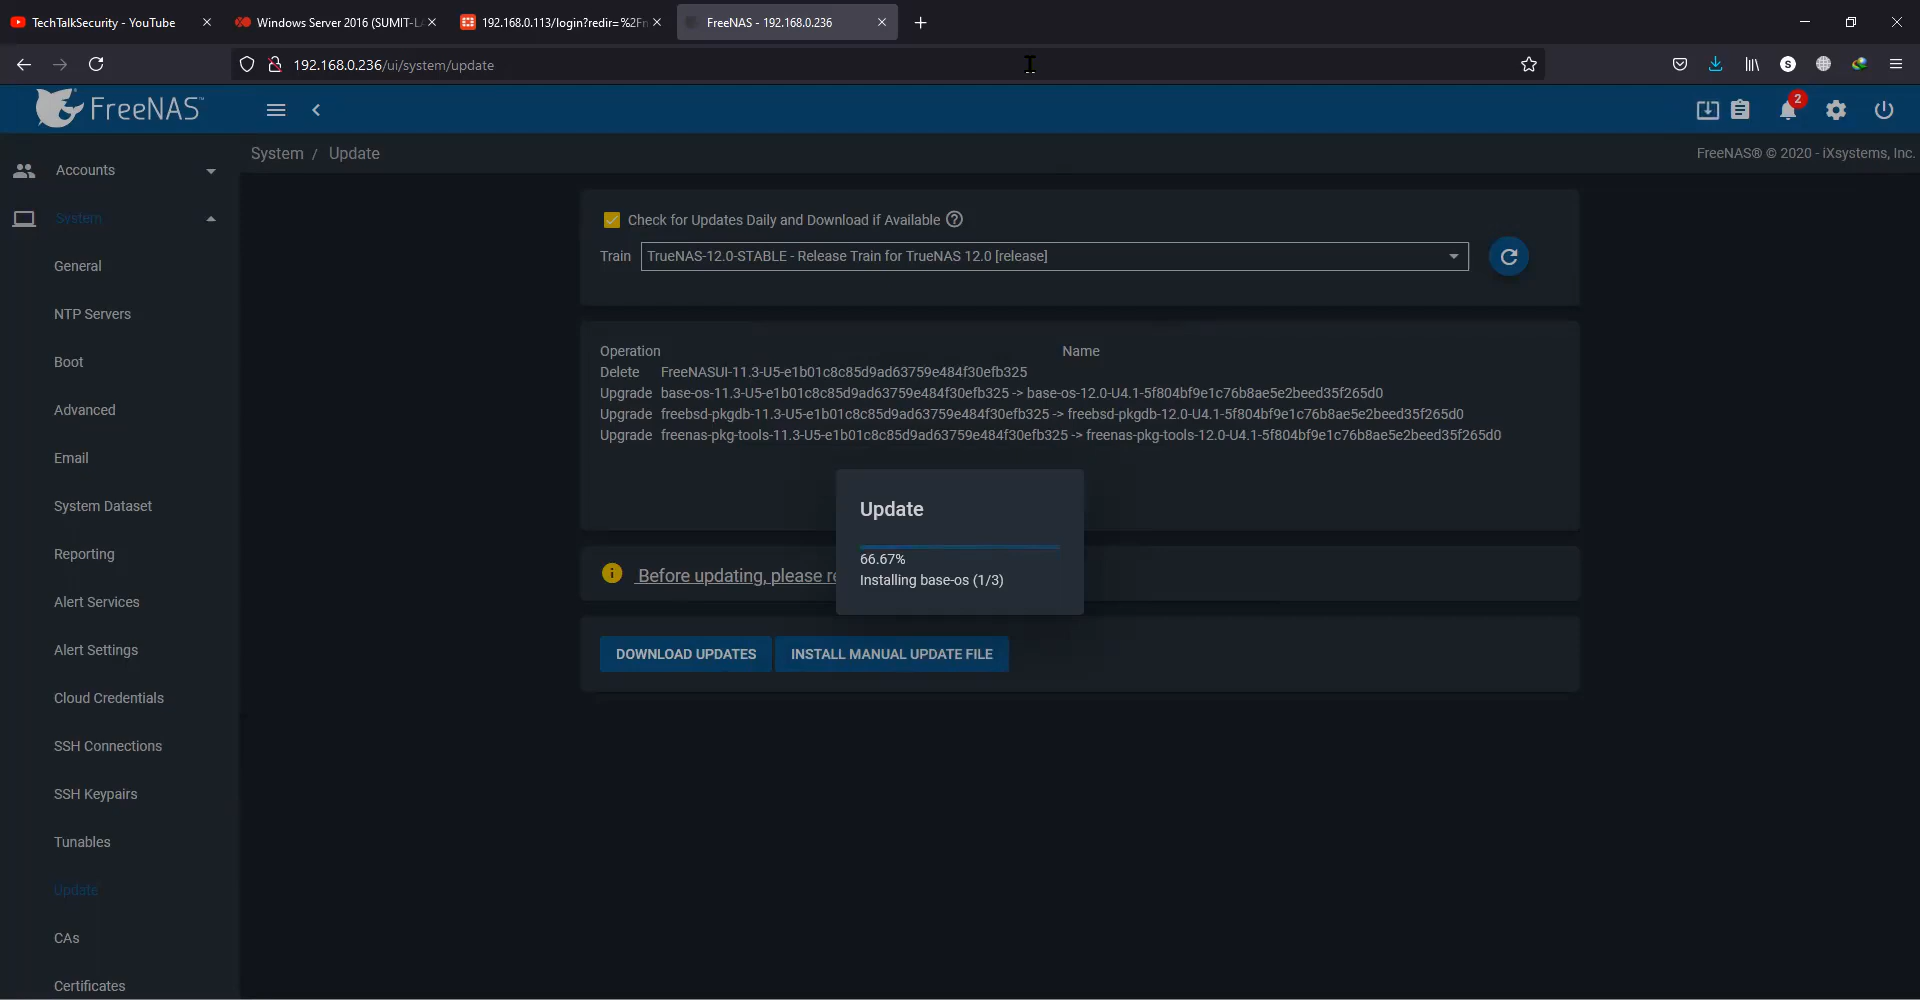 TechTalkSecurity - YouTube
Windows Server 2016 (SUMIT-LA
192.168.0.113/login?redir=%2Fn
FreeNAS - 192.168.0.236
192.168.0.236/ui/system/update
S
FreeNAS™
2
System / Update
FreeNAS® © 2020 - iXsystems, Inc.
Accounts
System
General
NTP Servers
Boot
Advanced
Email
System Dataset
Reporting
Alert Services
Alert Settings
Cloud Credentials
SSH Connections
SSH Keypairs
Tunables
Update
CAs
Certificates
Check for Updates Daily and Download if Available
Train TrueNAS-12.0-STABLE - Release Train for TrueNAS 12.0 [release]
Operation Name
Delete FreeNASUI-11.3-U5-e1b01c8c85d9ad63759e484f30efb325
Upgrade base-os-11.3-U5-e1b01c8c85d9ad63759e484f30efb325 -> base-os-12.0-U4.1-5f804bf9e1c76b8ae5e2beed35f265d0
Upgrade freebsd-pkgdb-11.3-U5-e1b01c8c85d9ad63759e484f30efb325 -> freebsd-pkgdb-12.0-U4.1-5f804bf9e1c76b8ae5e2beed35f265d0
Upgrade freenas-pkg-tools-11.3-U5-e1b01c8c85d9ad63759e484f30efb325 -> freenas-pkg-tools-12.0-U4.1-5f804bf9e1c76b8ae5e2beed35f265d0
Update
66.67%
Installing base-os (1/3)
Before updating, please re
DOWNLOAD UPDATES
INSTALL MANUAL UPDATE FILE